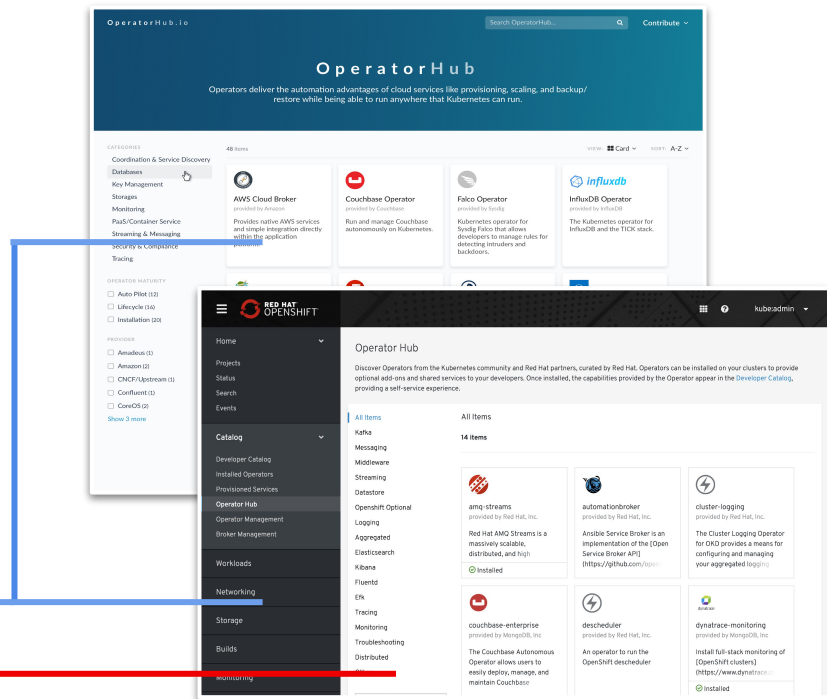 OperatorHub.io
Search OperatorHub...
Contribute
OperatorHub
Operators deliver the automation advantages of cloud services like provisioning, scaling, and backup/
restore while being able to run anywhere that Kubernetes can run.
CATEGORIES
Coordination & Service Discovery
Databases
Key Management
Storages
Monitoring
PaaS/Container Service
Streaming & Messaging
Security & Compliance
Tracing
OPERATOR MATURITY
Auto Pilot (12)
Lifecycle (16)
Installation (20)
PROVIDER
Amadeus (1)
Amazon (2)
CNCF/Upstream (1)
Confluent (1)
CoreOS (2)
Show 3 more
48 items
VIEW: Card
SORT: A-Z
AWS Cloud Broker
provided by Amazon
Provides native AWS services
and simple integration directly
within the application
Couchbase Operator
provided by Couchbase
Run and manage Couchbase
autonomously on Kubernetes.
Falco Operator
provided by Sysdig
Kubernetes operator for
Sysdig Falco that allows
developers to manage rules for
detecting intruders and
backdoors.
influxdb
InfluxDB Operator
provided by InfluxDB
The Kubernetes operator for
InfluxDB and the TICK stack.
RED HAT
OPENSHIFT
kube:admin
Home
Projects
Status
Search
Events
Catalog
Developer Catalog
Installed Operators
Provisioned Services
Operator Hub
Operator Management
Broker Management
Workloads
Networking
Storage
Builds
Monitoring
Operator Hub
Discover Operators from the Kubernetes community and Red Hat partners, curated by Red Hat. Operators can be installed on your clusters to provide
optional add-ons and shared services to your developers. Once installed, the capabilities provided by the Operator appear in the Developer Catalog,
providing a self-service experience.
All Items
Kafka
Messaging
Middleware
Streaming
Datastore
Openshift Optional
Logging
Aggregated
Elasticsearch
Kibana
Fluentd
Efk
Tracing
Monitoring
Troubleshooting
Distributed
All Items
14 items
amq-streams
provided by Red Hat, Inc.
Red Hat AMQ Streams is a
massively scalable,
distributed, and high
Installed
automationbroker
provided by Red Hat, Inc.
Ansible Service Broker is an
implementation of the [Open
Service Broker API]
(https://github.com/open
cluster-logging
provided by Red Hat, Inc.
The Cluster Logging Operator
for OKD provides a means for
configuring and managing
your aggregated logging
couchbase-enterprise
provided by MongoDB, Inc
The Couchbase Autonomous
Operator allows users to
easily deploy, manage, and
maintain Couchbase
descheduler
provided by Red Hat, Inc.
An operator to run the
OpenShift descheduler
dynatrace
dynatrace-monitoring
provided by MongoDB, Inc
Install full-stack monitoring of
[OpenShift clusters]
(https://www.dynatrace.c
Installed